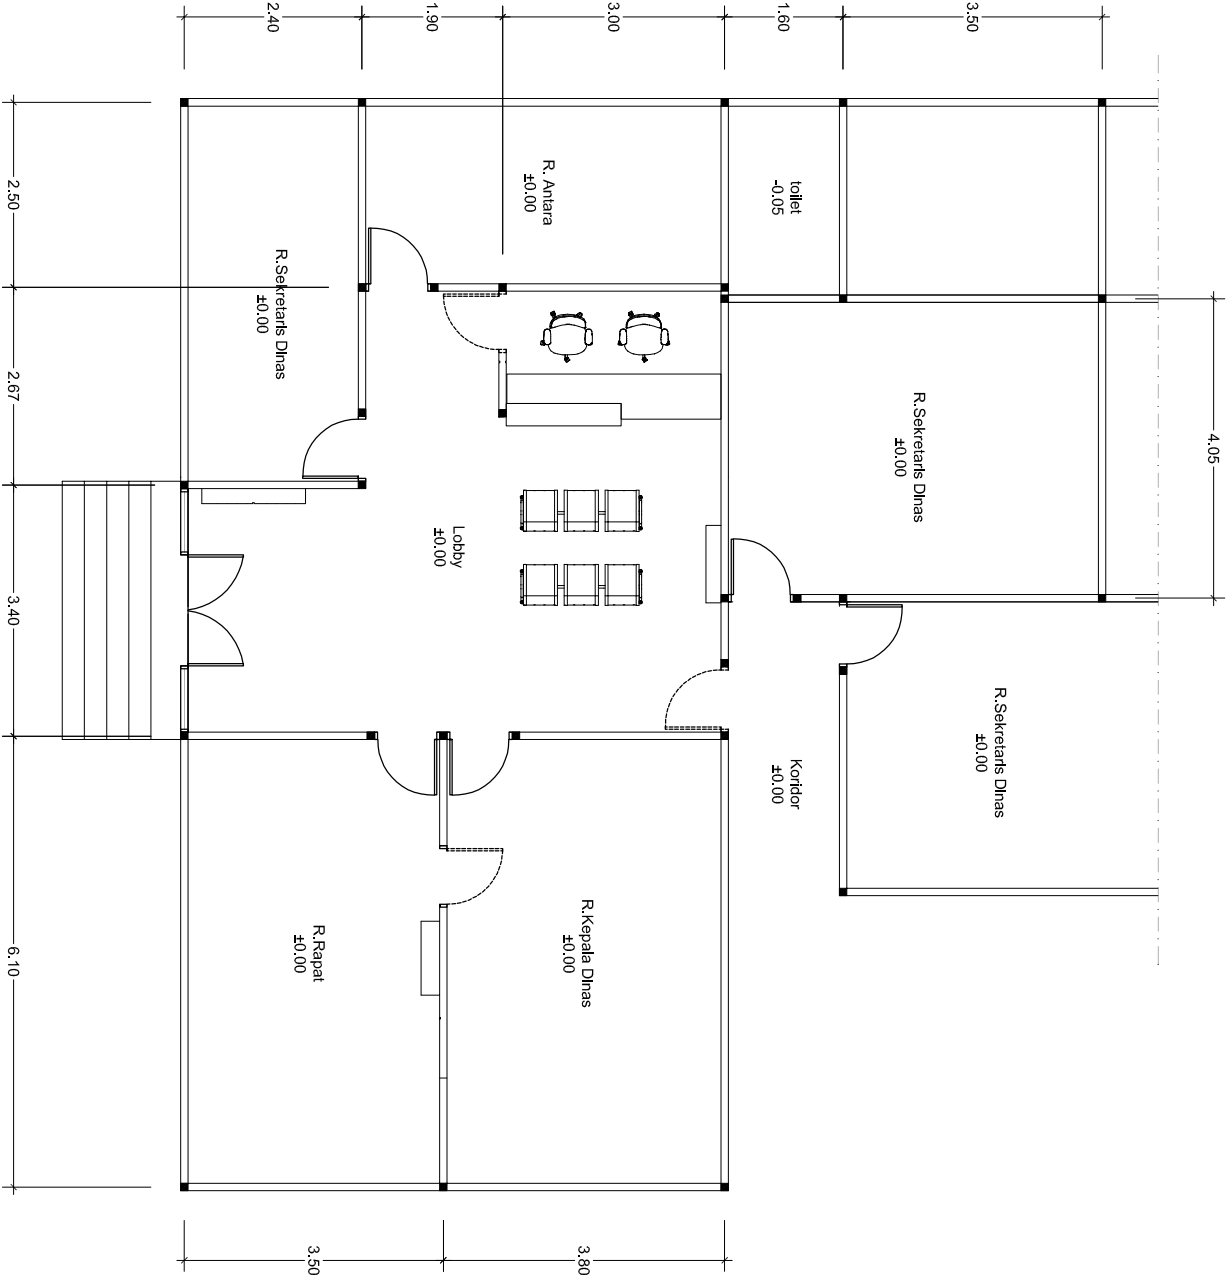 4.05
R.Sekretaris Dinas
±0.00
3.50
R.Sekretaris Dinas
±0.00
toilet
-0.05
Koridor
±0.00
1.60
3.00
R.Kepala Dinas
±0.00
3.80
R. Antara
±0.00
Lobby
±0.00
1.90
R.Rapat
±0.00
3.50
R.Sekretaris Dinas
±0.00
2.40
2.50
2.67
3.40
6.10